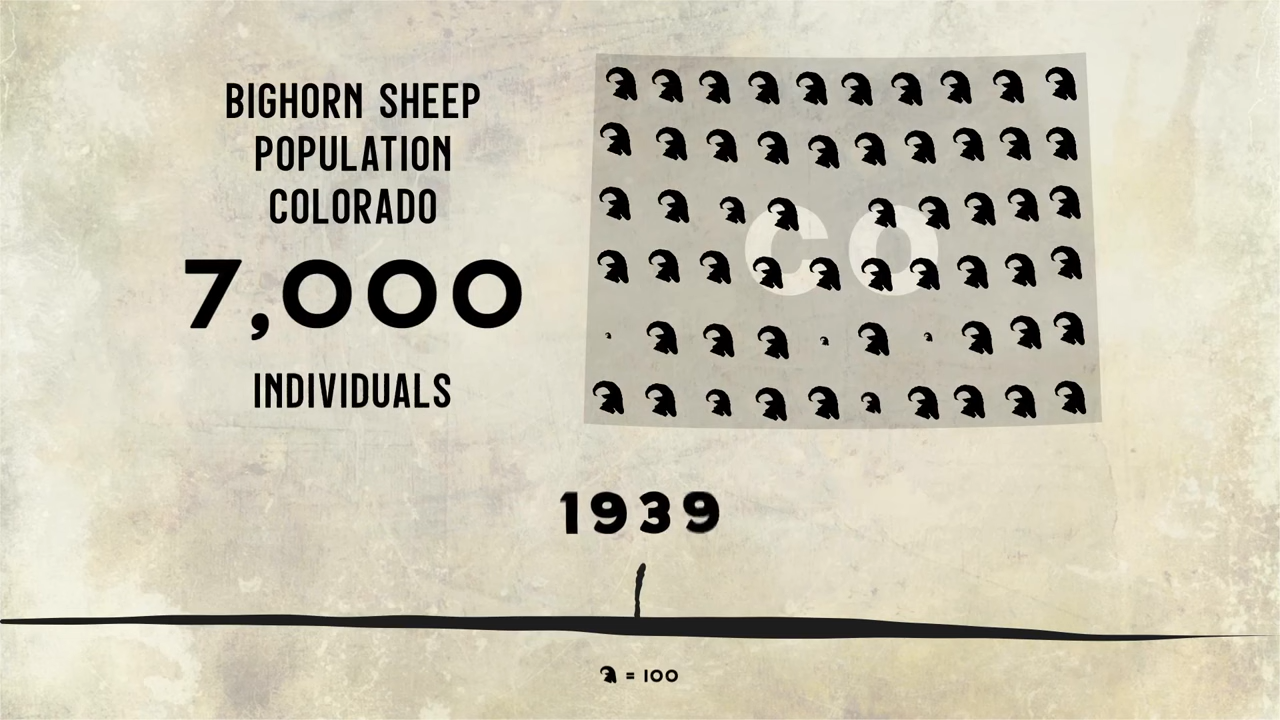 BIGHORN SHEEP
POPULATION
COLORADO
7,000
INDIVIDUALS
CO
1939
= 100